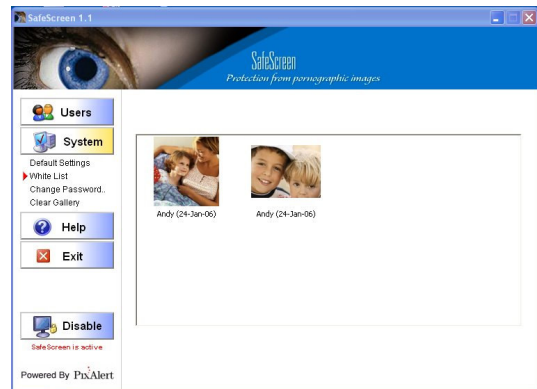 SafeScreen 1.1
SafeScreen
Protection from pornographic images
Users
System
Default Settings
White List
Change Password..
Clear Gallery
Help
Exit
Disable
SafeScreen is active
Powered By PixAlert
Andy (24-Jan-06)
Andy (24-Jan-06)